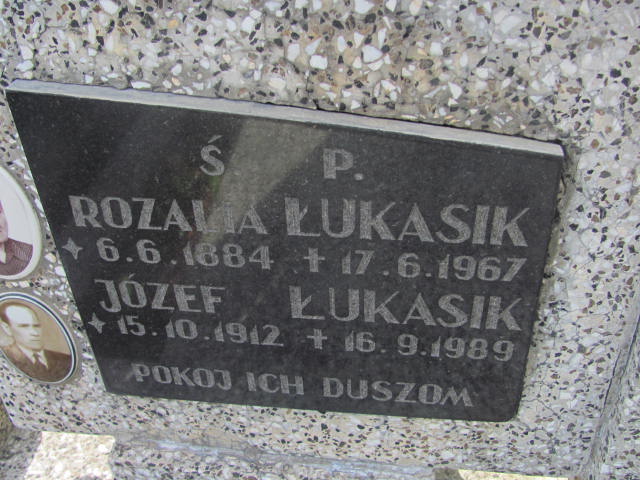 Ś. P.
ROZALIA ŁUKASIK
✦ 6.6.1884 ✝ 17.6.1967
JÓZEF ŁUKASIK
✦ 15.10.1912 ✝ 16.9.1989
POKOJ ICH DUSZOM